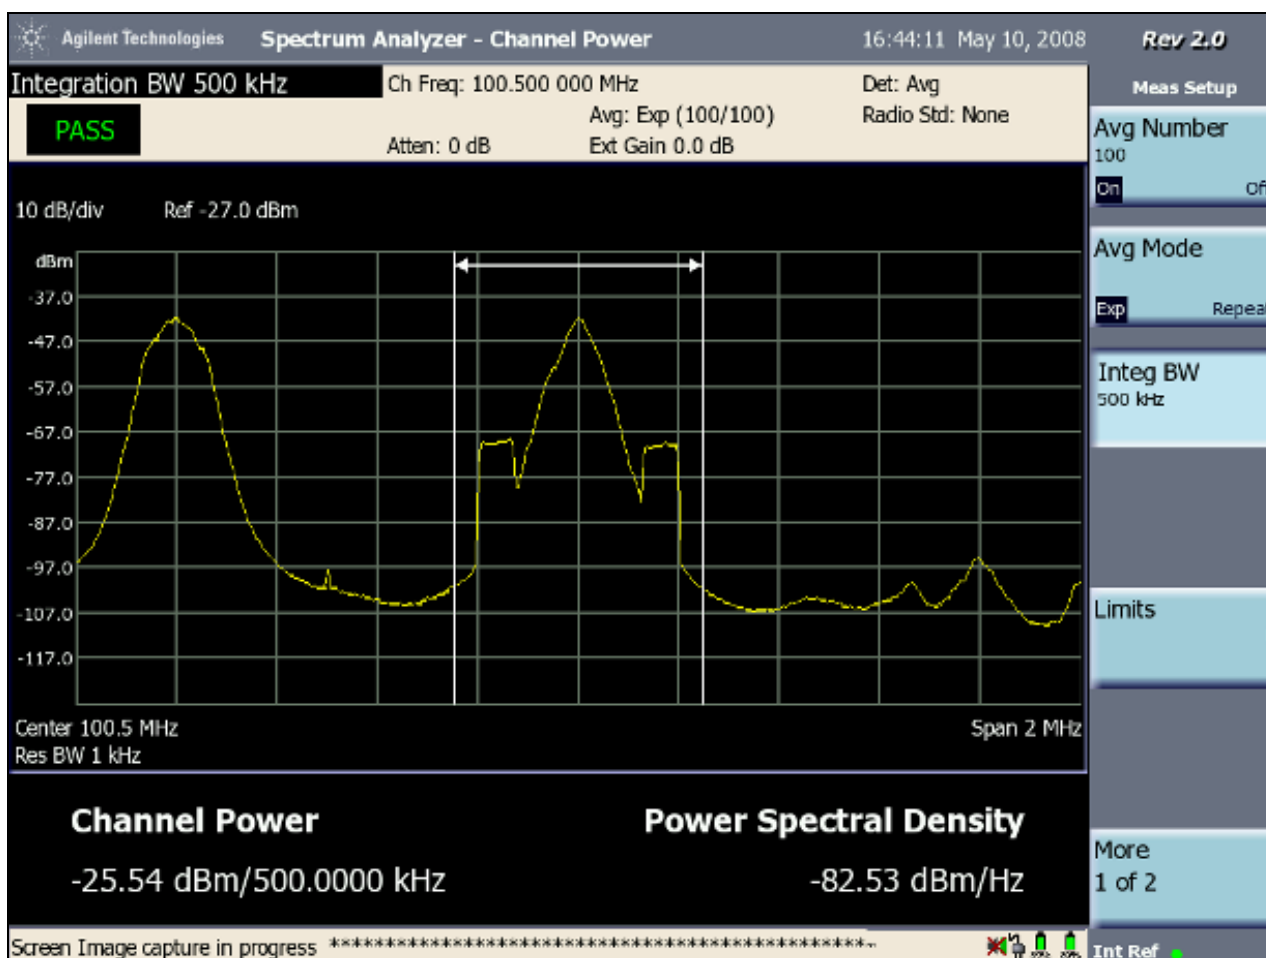 Agilent Technologies Spectrum Analyzer - Channel Power 16:44:11 May 10, 2008 Rev 2.0
Integration BW 500 kHz Ch Freq: 100.500 000 MHz Det: Avg
PASS Avg: Exp (100/100) Radio Std: None
Atten: 0 dB Ext Gain 0.0 dB
10 dB/div Ref -27.0 dBm
dBm
-37.0
-47.0
-57.0
-67.0
-77.0
-87.0
-97.0
-107.0
-117.0
Center 100.5 MHz Span 2 MHz
Res BW 1 kHz
Channel Power Power Spectral Density
-25.54 dBm/500.0000 kHz -82.53 dBm/Hz
Screen Image capture in progress ************************************************
Meas Setup
Avg Number
100
On
Avg Mode
Exp
Integ BW
500 kHz
Limits
More
1 of 2
Int Ref